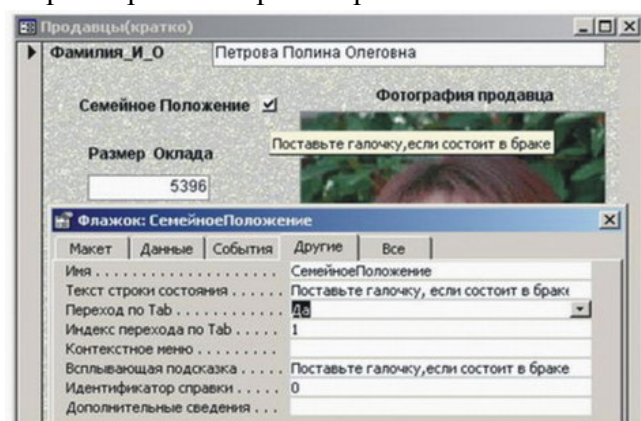 Продавцы(кратко)
Фамилия_И_О Петрова Полина Олеговна
Семейное Положение
Фотография продавца
Поставьте галочку,если состоит в браке
Размер Оклада
5396
Флажок: СемейноеПоложение
Макет Данные События Другие Все
Имя . . . . . . . . . . . . . . . . . . . . СемейноеПоложение
Текст строки состояния . . . . . . Поставьте галочку, если состоит в браке
Переход по Tab . . . . . . . . . . . . Да
Индекс перехода по Tab . . . . . 1
Контекстное меню . . . . . . . . .
Всплывающая подсказка . . . . . Поставьте галочку,если состоит в браке
Идентификатор справки . . . . . 0
Дополнительные сведения . . .